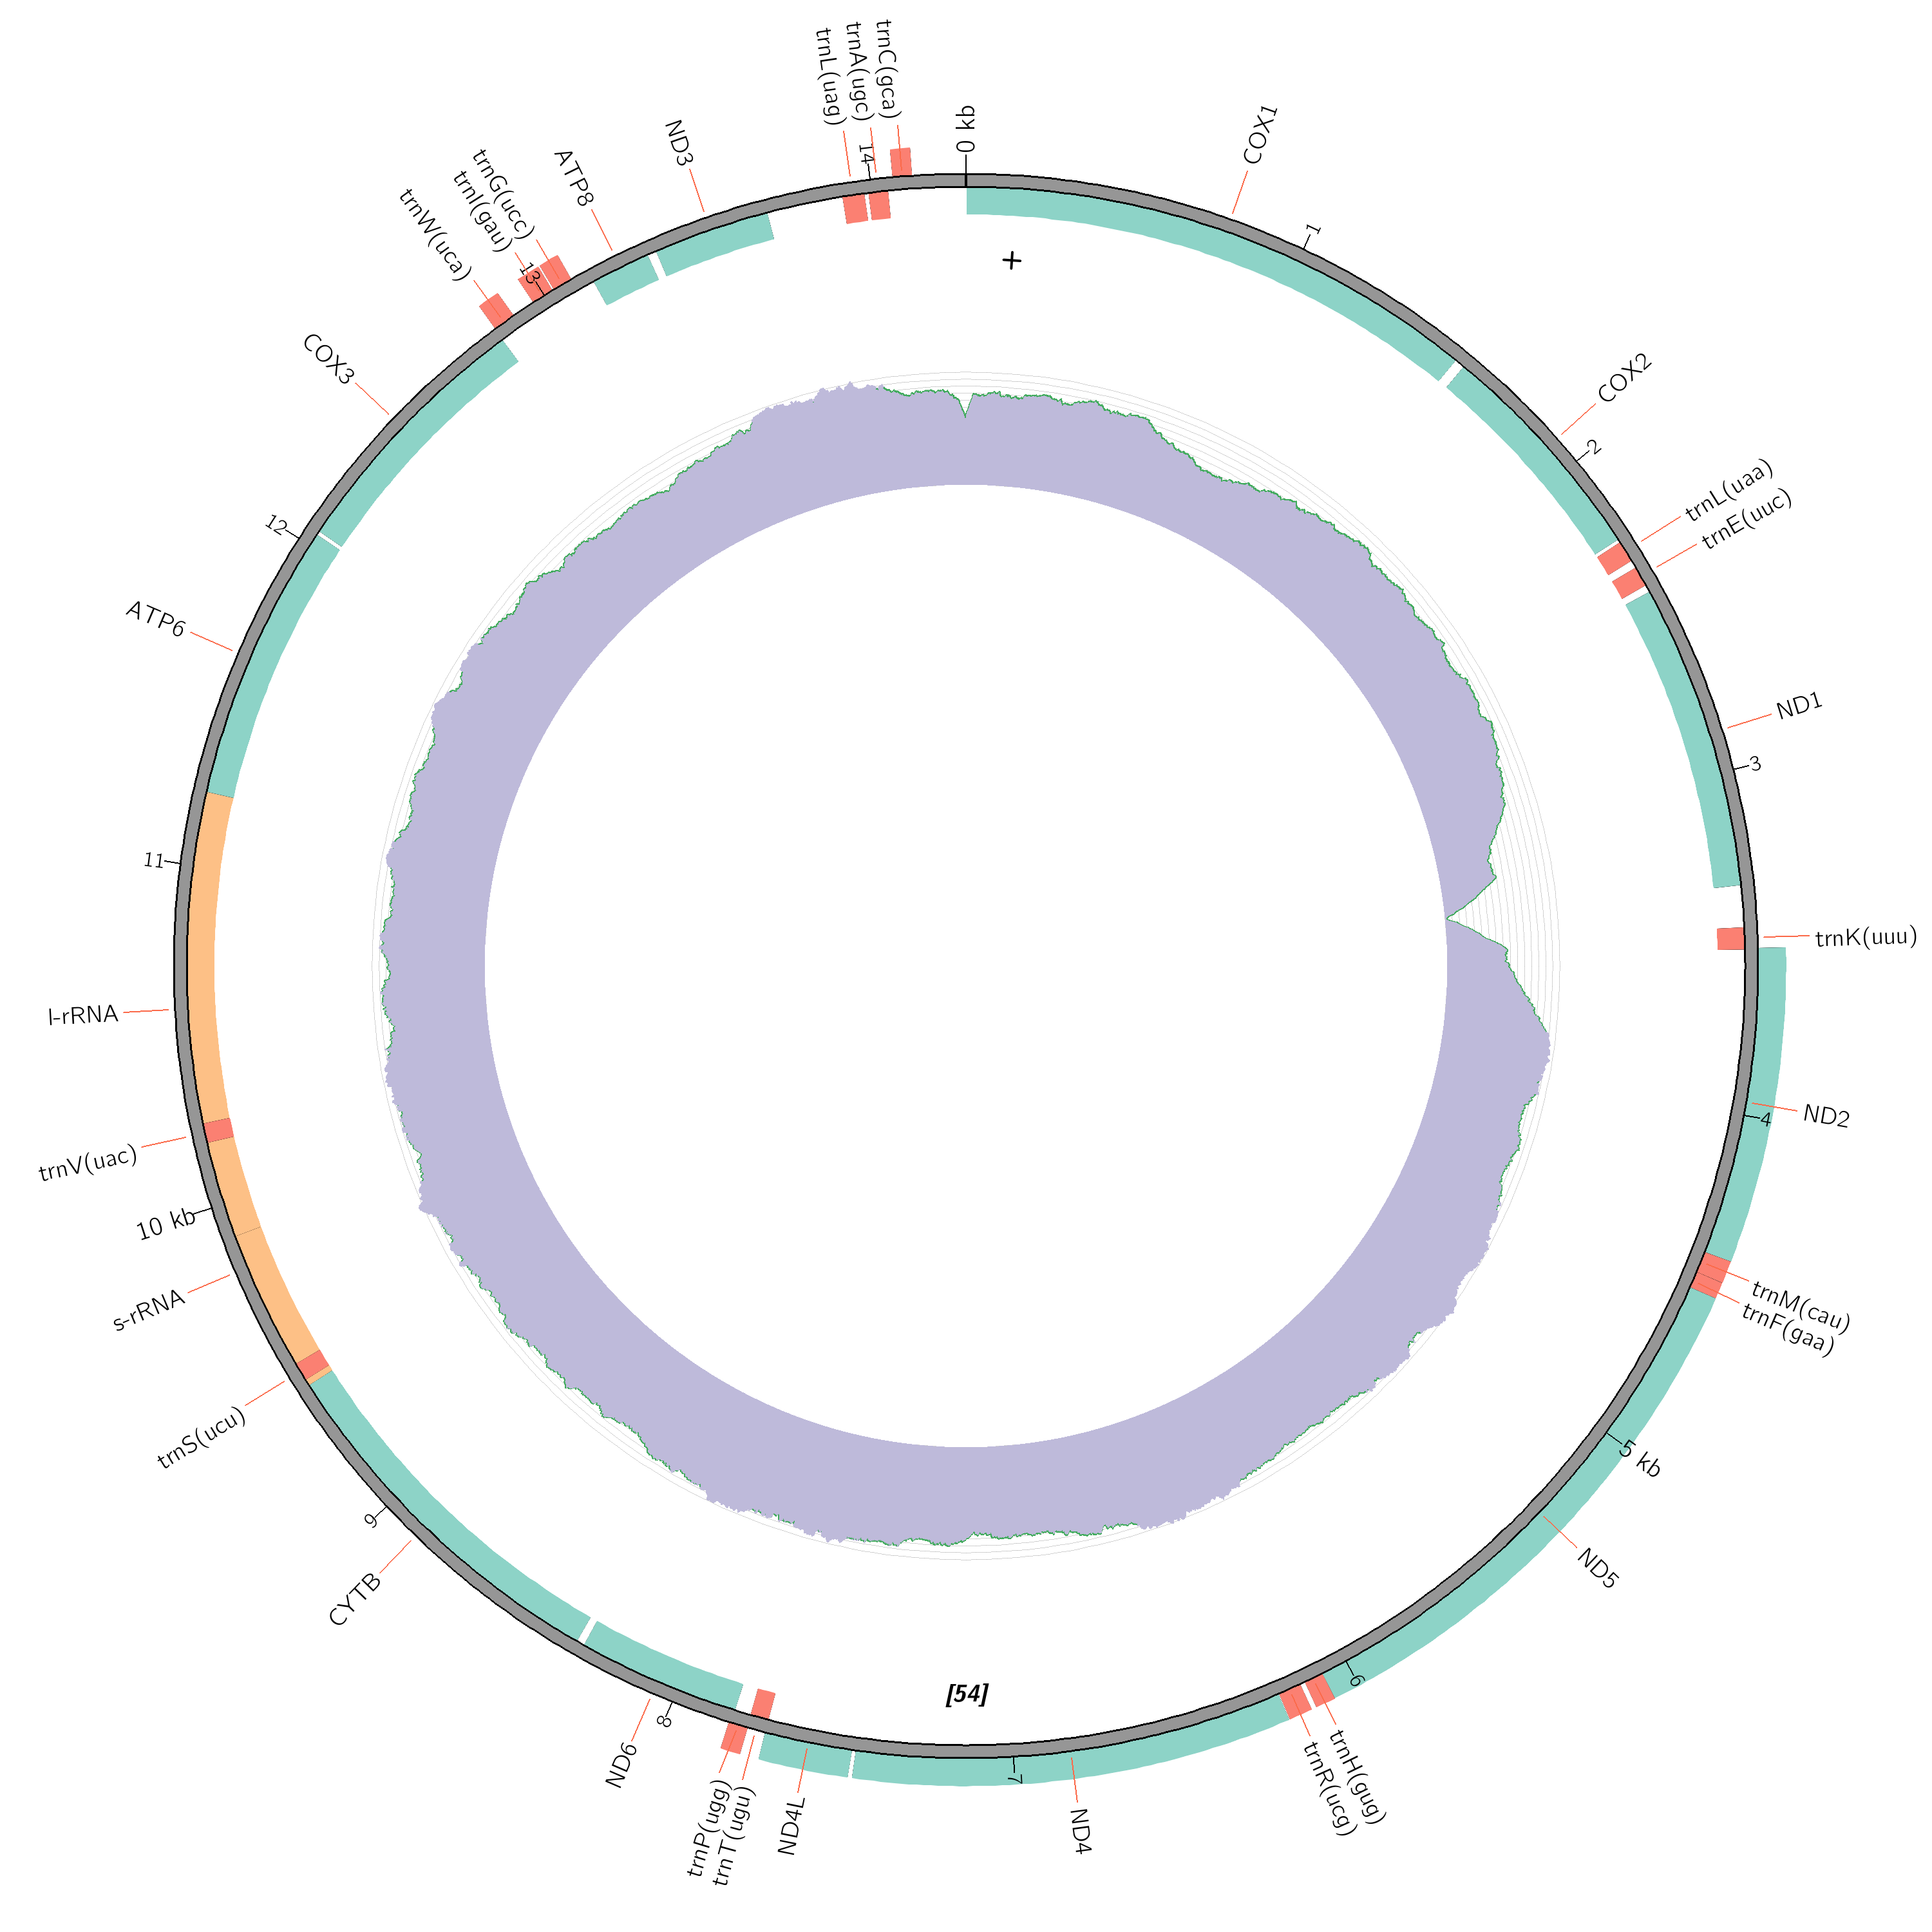 0 kb
COX1
1
COX2
2
trnL(uaa)
trnE(uuc)
ND1
3
trnK(uuu)
ND2
4
trnM(cau)
trnF(gaa)
5 kb
ND5
6
trnH(gug)
trnR(ucg)
ND4
7
ND4L
trnT(ugu)
trnP(ugg)
8
ND6
CYTB
9
trnS(ucu)
s-rRNA
10 kb
trnV(uac)
l-rRNA
11
ATP6
12
COX3
trnW(uca)
13
trnI(gau)
trnG(ucc)
ATP8
ND3
trnL(uag)
14
trnA(ugc)
trnC(gca)
+
[54]